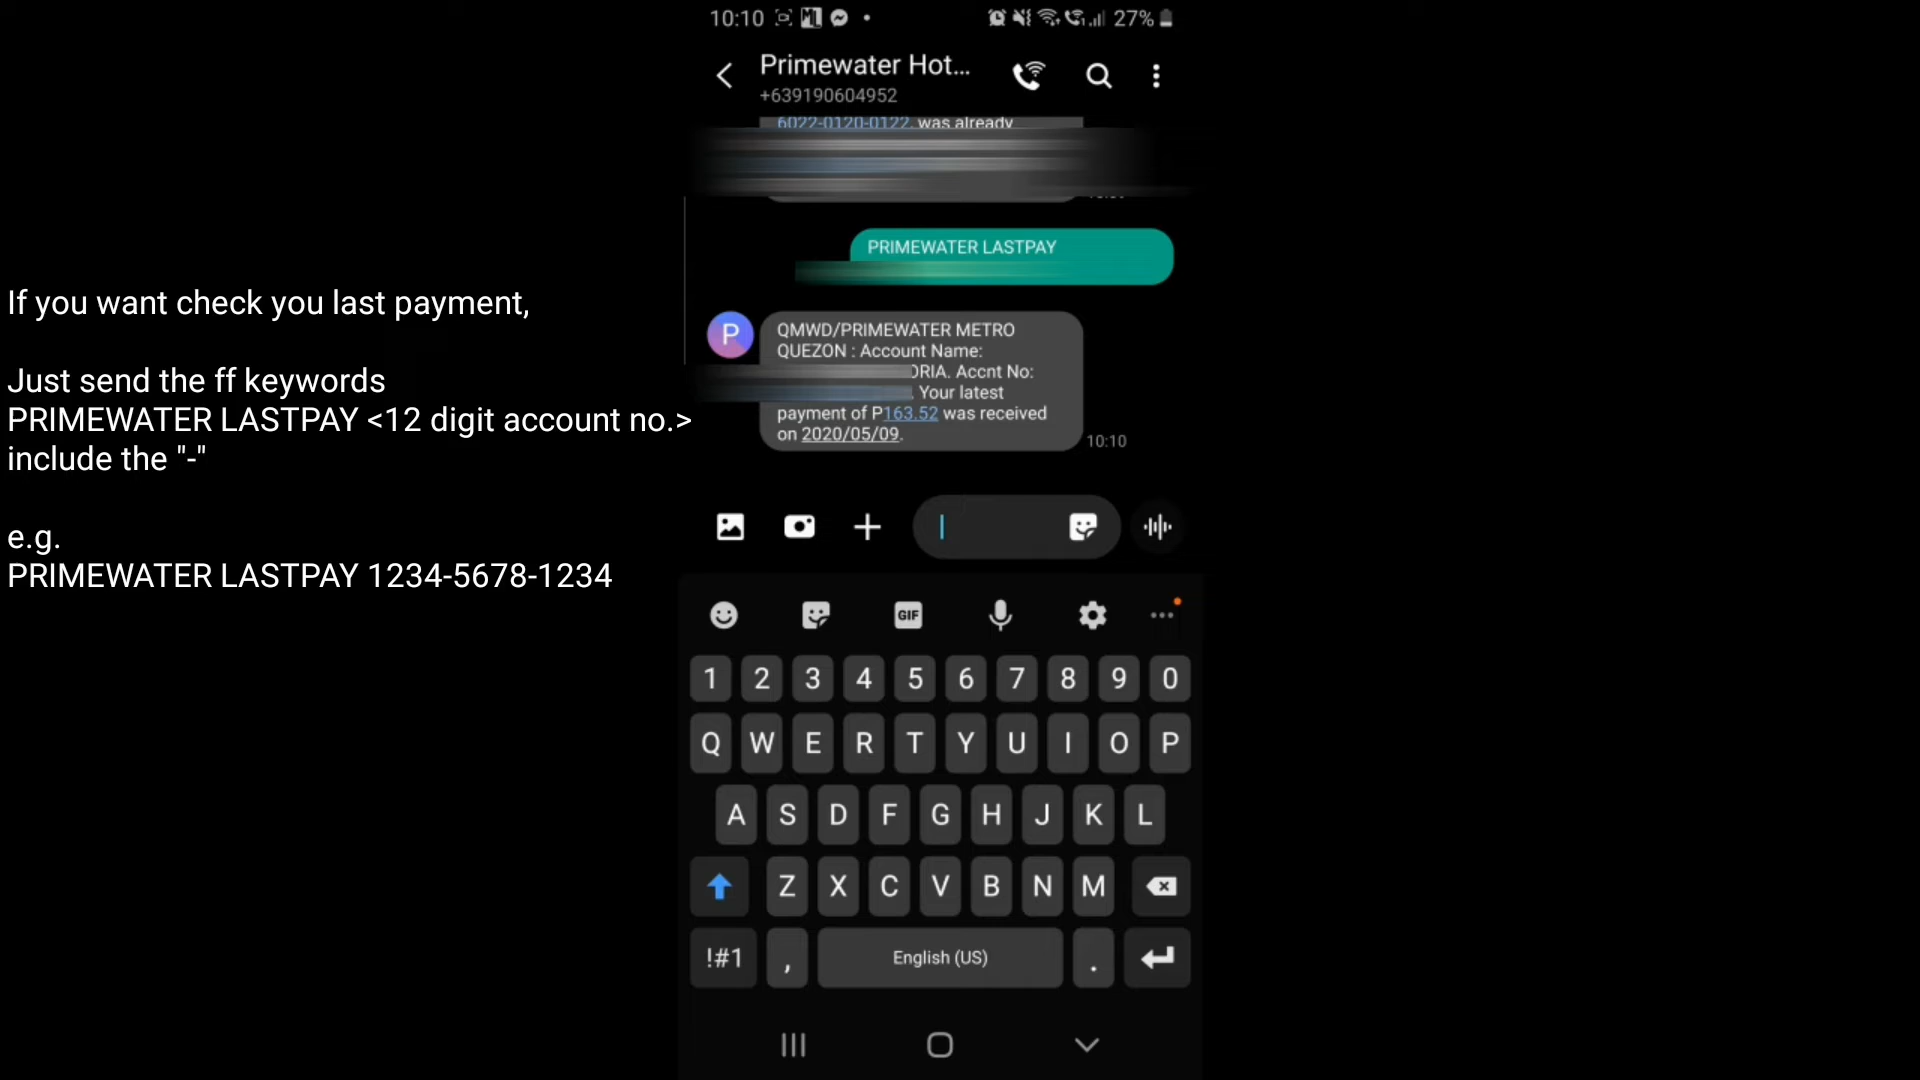 If you want check you last payment,
Just send the ff keywords
PRIMEWATER LASTPAY <12 digit account no.>
include the "-"
e.g.
PRIMEWATER LASTPAY 1234-5678-1234
10:10
27%
Primewater Hot...
+639190604952
6022-0120-0122, was already
PRIMEWATER LASTPAY
P
QMWD/PRIMEWATER METRO
QUEZON : Account Name:
ORIA. Accnt No:
. Your latest
payment of P163.52 was received
on 2020/05/09.
10:10
GIF
1 2 3 4 5 6 7 8 9 0
Q W E R T Y U I O P
A S D F G H J K L
Z X C V B N M
!#1 , English (US) .